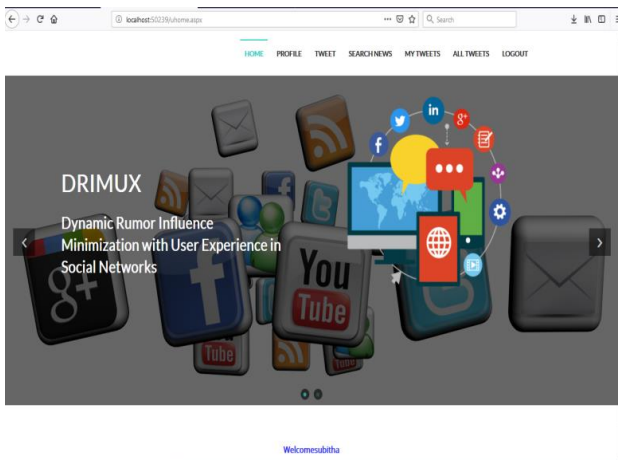 localhost:50239/uhome.aspx
Search
HOME PROFILE TWEET SEARCH NEWS MY TWEETS ALL TWEETS LOGOUT
DRIMUX
Dynamic Rumor Influence
Minimization with User Experience in
Social Networks
You
Tube
Tube
g+
f
in
g+
f
Welcomesubitha